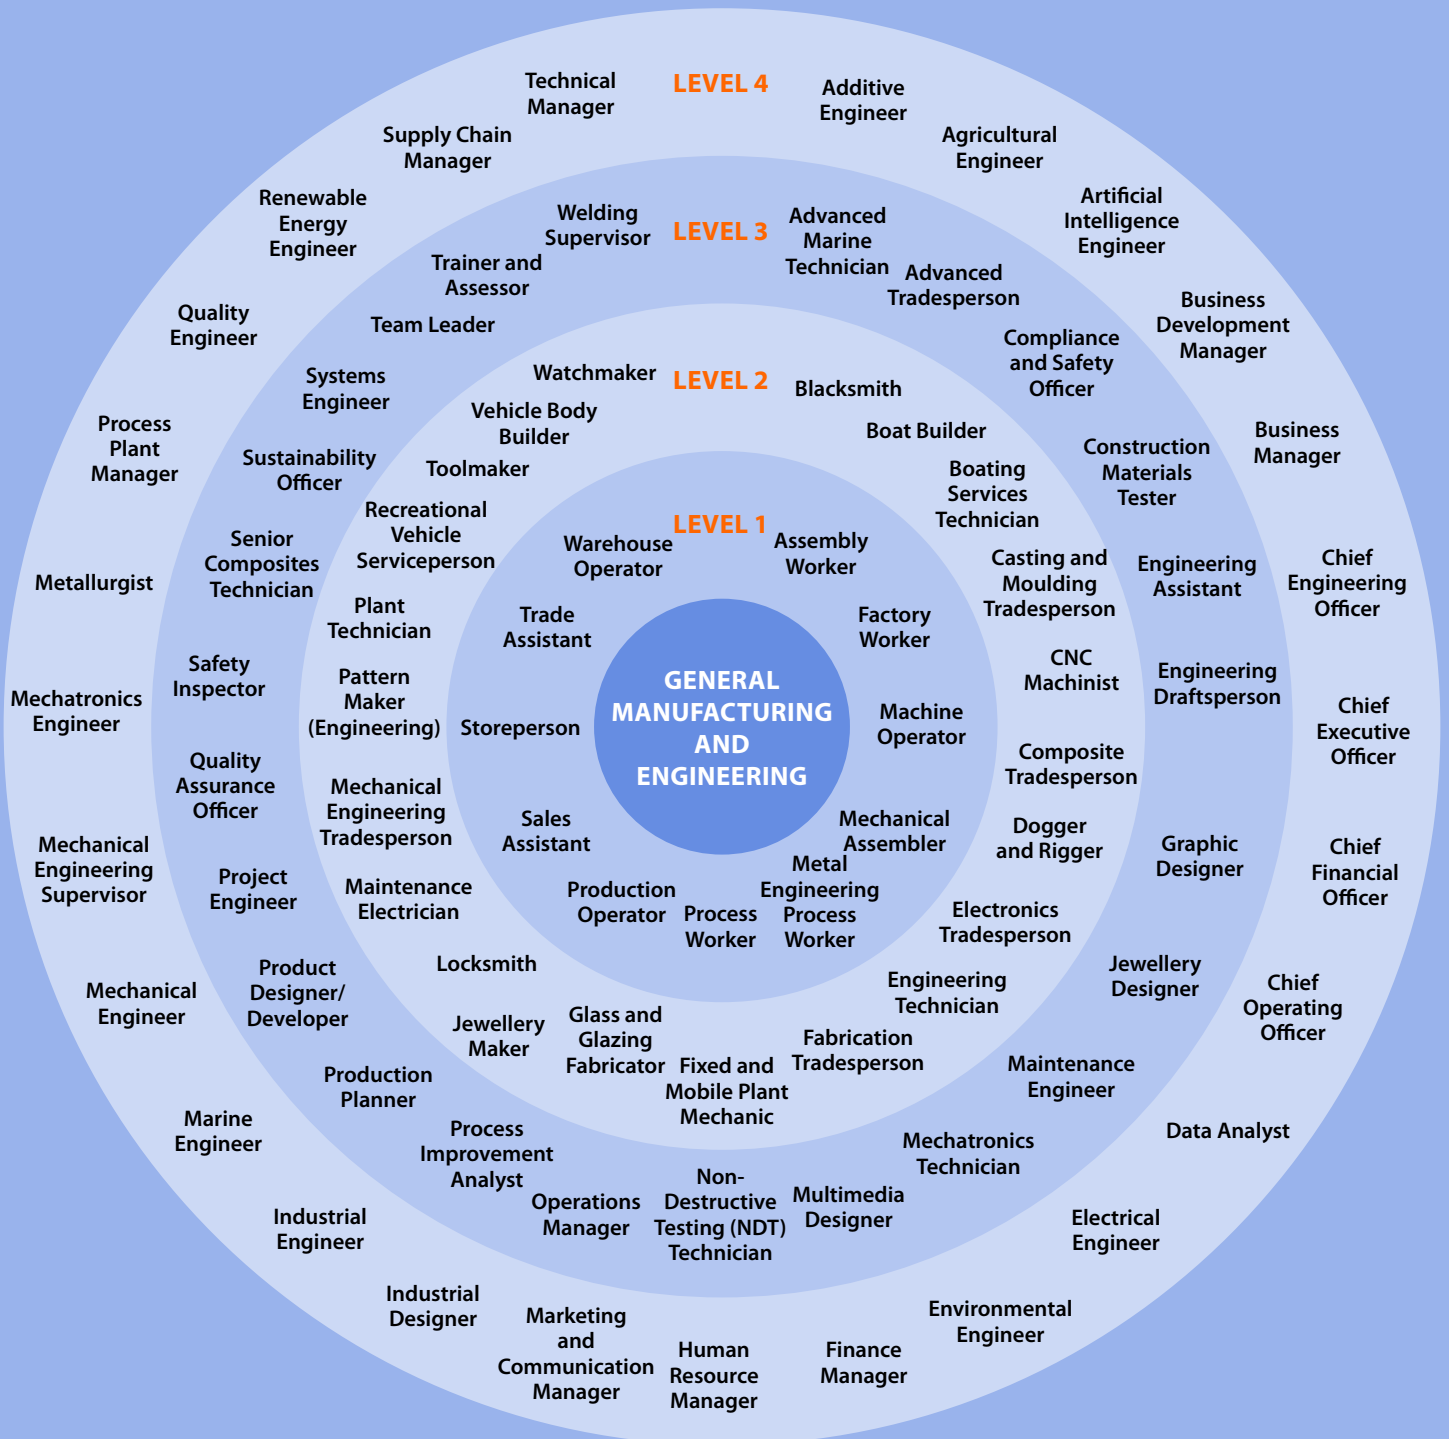 LEVEL 4
Additive
Engineer
Agricultural
Engineer
Artificial
Intelligence
Engineer
Business
Development
Manager
Business
Manager
Chief
Engineering
Officer
Chief
Executive
Officer
Chief
Financial
Officer
Chief
Operating
Officer
Data Analyst
Electrical
Engineer
Environmental
Engineer
Finance
Manager
Human
Resource
Manager
Marketing
and
Communication
Manager
Industrial
Designer
Industrial
Engineer
Marine
Engineer
Mechanical
Engineer
Mechanical
Engineering
Supervisor
Mechatronics
Engineer
Metallurgist
Process
Plant
Manager
Quality
Engineer
Renewable
Energy
Engineer
Supply Chain
Manager
Technical
Manager
LEVEL 3
Advanced
Marine
Technician
Advanced
Tradesperson
Compliance
and Safety
Officer
Construction
Materials
Tester
Engineering
Assistant
Engineering
Draftsperson
Graphic
Designer
Jewellery
Designer
Maintenance
Engineer
Mechatronics
Technician
Multimedia
Designer
Non-
Destructive
Testing (NDT)
Technician
Operations
Manager
Process
Improvement
Analyst
Production
Planner
Product
Designer/
Developer
Project
Engineer
Quality
Assurance
Officer
Safety
Inspector
Senior
Composites
Technician
Sustainability
Officer
Systems
Engineer
Team Leader
Trainer and
Assessor
Welding
Supervisor
LEVEL 2
Blacksmith
Boat Builder
Boating
Services
Technician
Casting and
Moulding
Tradesperson
CNC
Machinist
Composite
Tradesperson
Dogger
and Rigger
Electronics
Tradesperson
Engineering
Technician
Fabrication
Tradesperson
Fixed and
Mobile Plant
Mechanic
Glass and
Glazing
Fabricator
Jewellery
Maker
Locksmith
Maintenance
Electrician
Mechanical
Engineering
Tradesperson
Pattern
Maker
(Engineering)
Plant
Technician
Recreational
Vehicle
Serviceperson
Toolmaker
Vehicle Body
Builder
Watchmaker
LEVEL 1
Assembly
Worker
Factory
Worker
Machine
Operator
Mechanical
Assembler
Metal
Engineering
Process
Worker
Process
Worker
Production
Operator
Sales
Assistant
Storeperson
Trade
Assistant
Warehouse
Operator
GENERAL
MANUFACTURING
AND
ENGINEERING